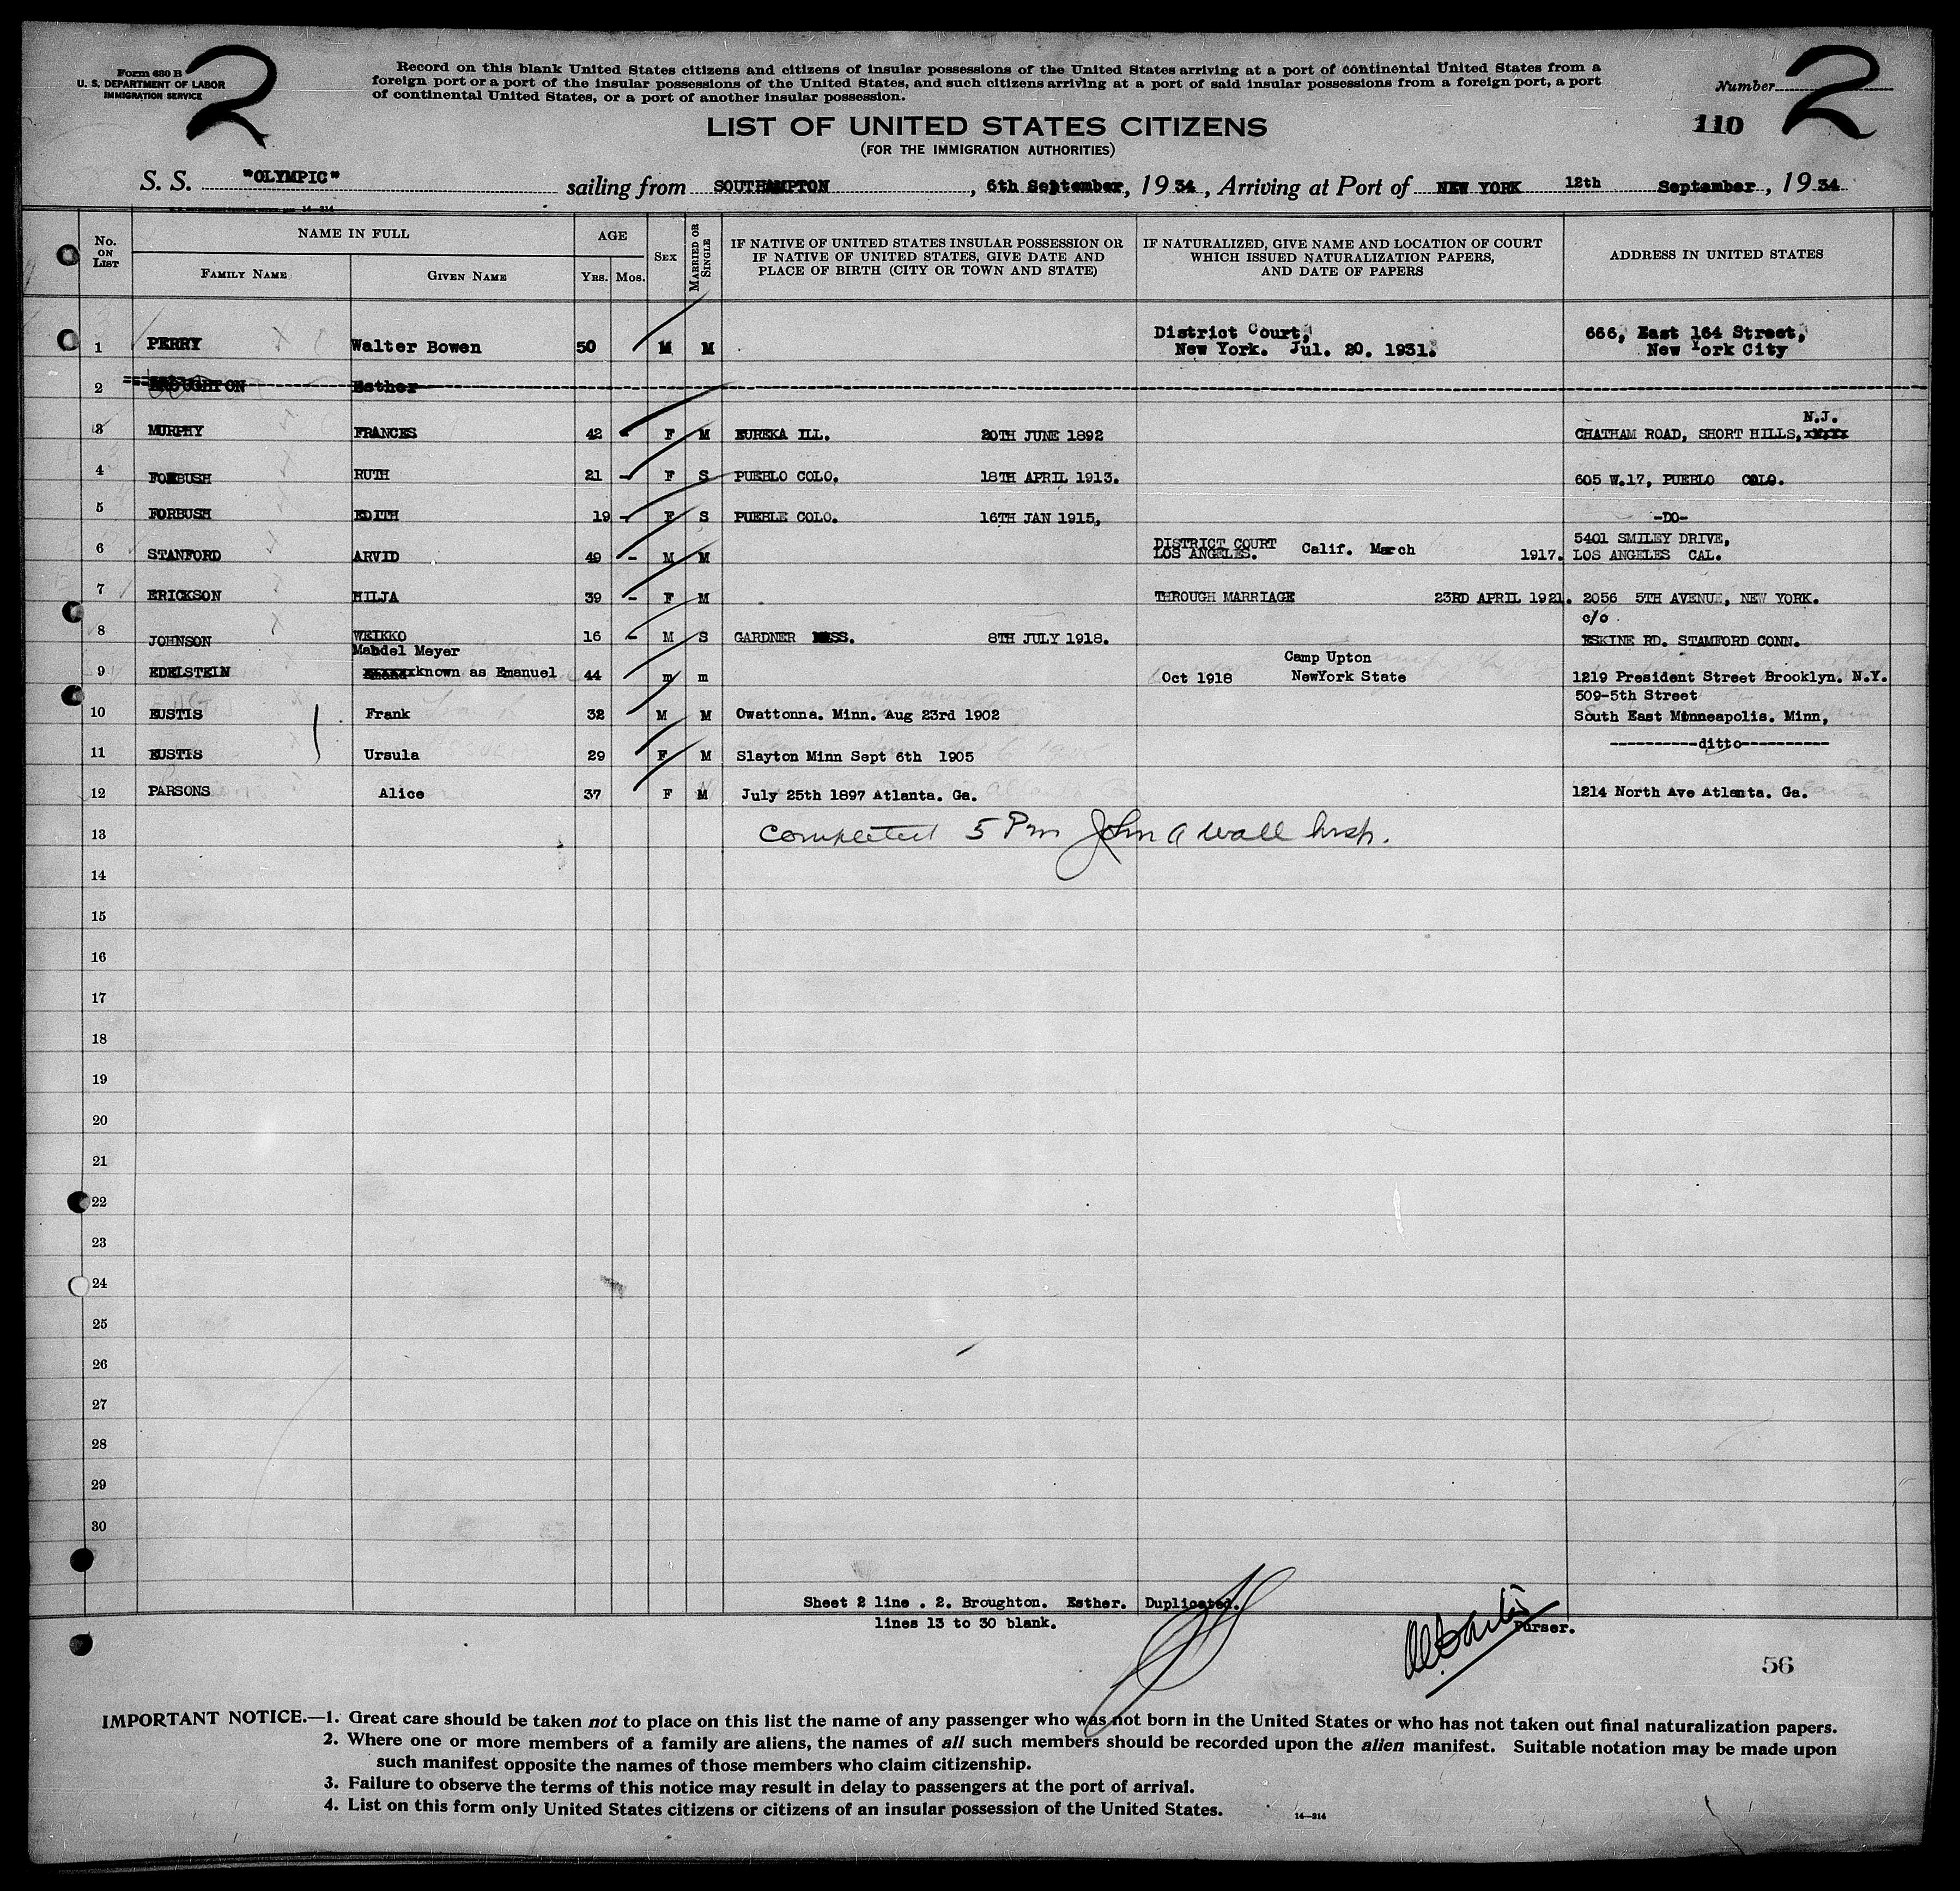 Form 630 B
U. S. DEPARTMENT OF LABOR
IMMIGRATION SERVICE
2
Record on this blank United States citizens and citizens of insular possessions of the United States arriving at a port of continental United States from a
foreign port or a port of the insular possessions of the United States, and such citizens arriving at a port of said insular possessions from a foreign port, a port
of continental United States, or a port of another insular possession.
Number 2
110
LIST OF UNITED STATES CITIZENS
(FOR THE IMMIGRATION AUTHORITIES)
S. S. "OLYMPIC" sailing from SOUTHAMPTON, 6th September, 1934, Arriving at Port of NEW YORK 12th September, 1934
14-214
No. ON LIST
NAME IN FULL
FAMILY NAME
GIVEN NAME
AGE
YRS. MOS.
SEX
MARRIED OR SINGLE
IF NATIVE OF UNITED STATES INSULAR POSSESSION OR
IF NATIVE OF UNITED STATES, GIVE DATE AND
PLACE OF BIRTH (CITY OR TOWN AND STATE)
IF NATURALIZED, GIVE NAME AND LOCATION OF COURT
WHICH ISSUED NATURALIZATION PAPERS,
AND DATE OF PAPERS
ADDRESS IN UNITED STATES
1 PERRY Walter Bowen 50 M M District Court, New York. Jul. 20. 1931. 666, East 164 Street, New York City
2 BROUGHTON Esther
3 MURPHY FRANCES 42 - F M EUREKA ILL. 20TH JUNE 1892 CHATHAM ROAD, SHORT HILLS, N.J.
4 FORBUSH RUTH 21 - F S PUEBLO COLO. 18TH APRIL 1913. 605 W.17, PUEBLO COLO.
5 FORBUSH EDITH 19 - F S PUEBLE COLO. 16TH JAN 1915, -DO-
6 STANFORD ARVID 49 - M M DISTRICT COURT LOS ANGELES. Calif. March 1917. 5401 SMILEY DRIVE, LOS ANGELES CAL.
7 ERICKSON HILJA 39 - F M THROUGH MARRIAGE 23RD APRIL 1921. 2056 5TH AVENUE, NEW YORK.
8 JOHNSON WEIKKO 16 - M S GARDNER MASS. 8TH JULY 1918. c/o ESKINE RD. STAMFORD CONN.
9 EDELSTEIN Mandel Meyer known as Emanuel 44 m m Oct 1918 Camp Upton NewYork State 1219 President Street Brooklyn. N.Y.
10 EUSTIS Frank 32 M M Owattonna. Minn. Aug 23rd 1902 509-5th Street South East Minneapolis. Minn,
11 EUSTIS Ursula 29 F M Slayton Minn Sept 6th 1905 ----------ditto----------
12 PARSONS Alice 37 F M July 25th 1897 Atlanta. Ga. 1214 North Ave Atlanta. Ga.
13 completed 5 Pm John A Wall Insp.
14
15
16
17
18
19
20
21
22
23
24
25
26
27
28
29
30
Sheet 2 line . 2. Broughton. Esther. Duplicated.
lines 13 to 30 blank.
Purser.
56
IMPORTANT NOTICE.—1. Great care should be taken not to place on this list the name of any passenger who was not born in the United States or who has not taken out final naturalization papers.
2. Where one or more members of a family are aliens, the names of all such members should be recorded upon the alien manifest. Suitable notation may be made upon
such manifest opposite the names of those members who claim citizenship.
3. Failure to observe the terms of this notice may result in delay to passengers at the port of arrival.
4. List on this form only United States citizens or citizens of an insular possession of the United States.
14-214